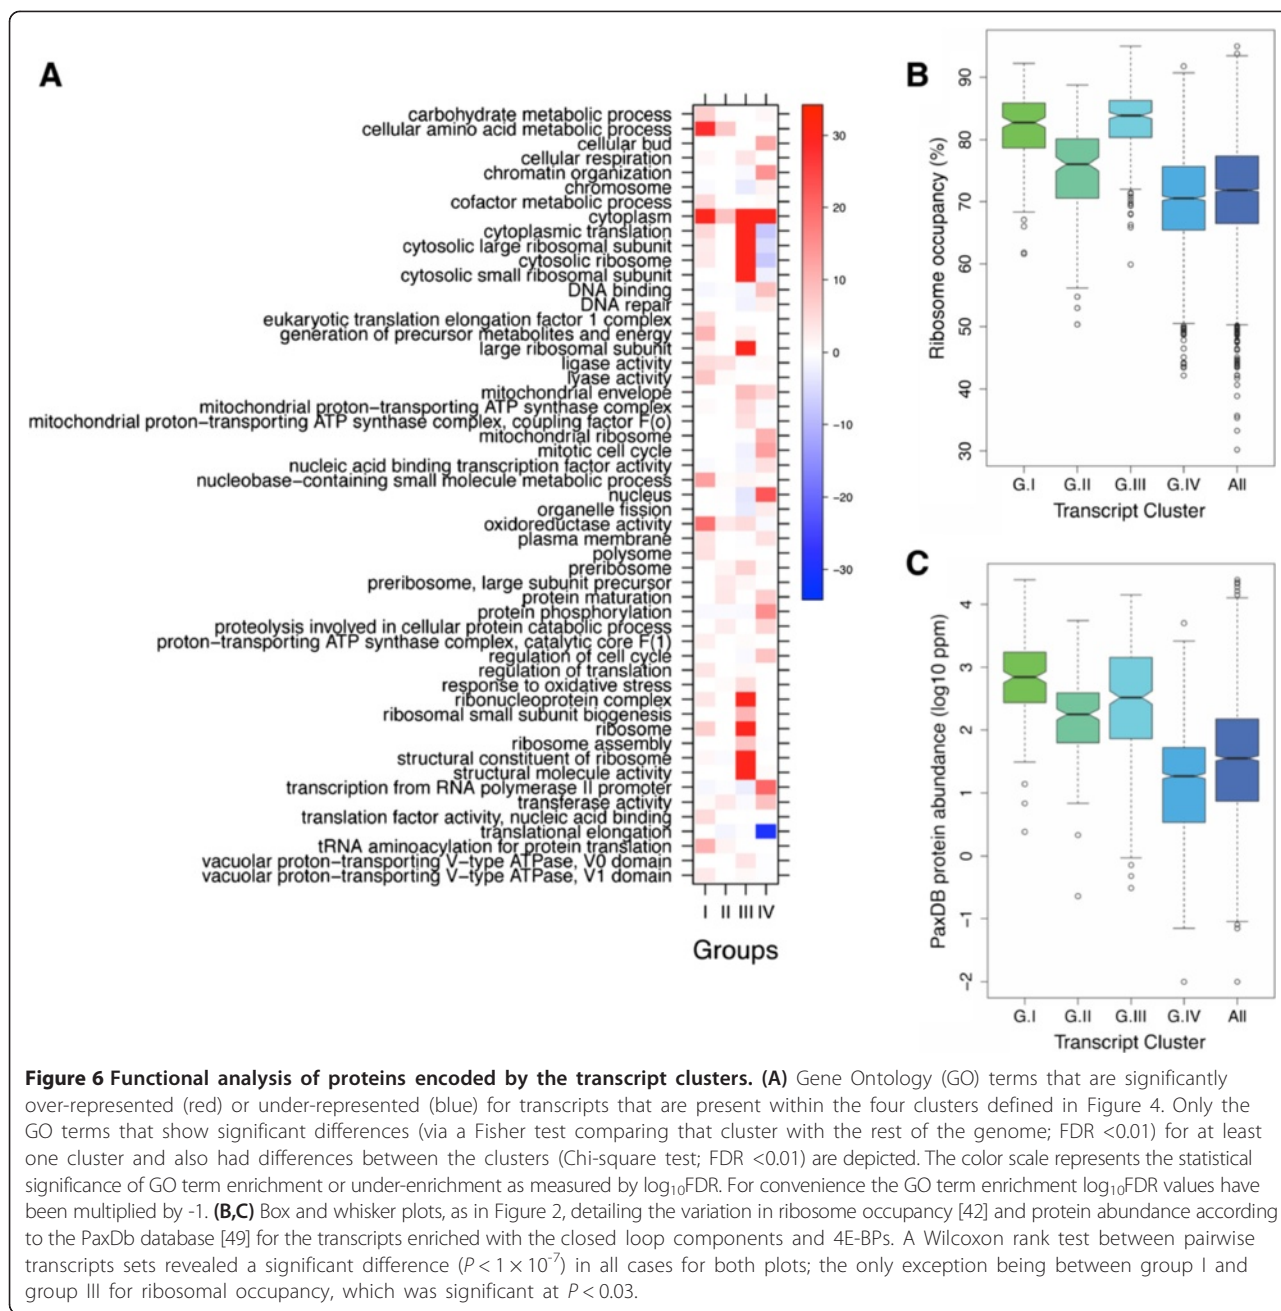 A
carbohydrate metabolic process
cellular amino acid metabolic process
cellular bud
cellular respiration
chromatin organization
chromosome
cofactor metabolic process
cytoplasm
cytoplasmic translation
cytosolic large ribosomal subunit
cytosolic ribosome
cytosolic small ribosomal subunit
DNA binding
DNA repair
eukaryotic translation elongation factor 1 complex
generation of precursor metabolites and energy
large ribosomal subunit
ligase activity
lyase activity
mitochondrial envelope
mitochondrial proton−transporting ATP synthase complex
mitochondrial proton−transporting ATP synthase complex, coupling factor F(o)
mitochondrial ribosome
mitotic cell cycle
nucleic acid binding transcription factor activity
nucleobase−containing small molecule metabolic process
nucleus
organelle fission
oxidoreductase activity
plasma membrane
polysome
preribosome
preribosome, large subunit precursor
protein maturation
protein phosphorylation
proteolysis involved in cellular protein catabolic process
proton−transporting ATP synthase complex, catalytic core F(1)
regulation of cell cycle
regulation of translation
response to oxidative stress
ribonucleoprotein complex
ribosomal small subunit biogenesis
ribosome
ribosome assembly
structural constituent of ribosome
structural molecule activity
transcription from RNA polymerase II promoter
transferase activity
translation factor activity, nucleic acid binding
translational elongation
tRNA aminoacylation for protein translation
vacuolar proton−transporting V−type ATPase, V0 domain
vacuolar proton−transporting V−type ATPase, V1 domain
I II III IV
Groups
30
20
10
0
−10
−20
−30
B
Ribosome occupancy (%)
90
80
70
60
50
40
30
G.I G.II G.III G.IV All
Transcript Cluster
C
PaxDB protein abundance (log10 ppm)
4
3
2
1
0
−1
−2
G.I G.II G.III G.IV All
Transcript Cluster
Figure 6 Functional analysis of proteins encoded by the transcript clusters. (A) Gene Ontology (GO) terms that are significantly
over-represented (red) or under-represented (blue) for transcripts that are present within the four clusters defined in Figure 4. Only the
GO terms that show significant differences (via a Fisher test comparing that cluster with the rest of the genome; FDR <0.01) for at least
one cluster and also had differences between the clusters (Chi-square test; FDR <0.01) are depicted. The color scale represents the statistical
significance of GO term enrichment or under-enrichment as measured by log₁₀FDR. For convenience the GO term enrichment log₁₀FDR values have
been multiplied by -1. (B,C) Box and whisker plots, as in Figure 2, detailing the variation in ribosome occupancy [42] and protein abundance according
to the PaxDb database [49] for the transcripts enriched with the closed loop components and 4E-BPs. A Wilcoxon rank test between pairwise
transcripts sets revealed a significant difference (P < 1 × 10⁻⁷) in all cases for both plots; the only exception being between group I and
group III for ribosomal occupancy, which was significant at P < 0.03.